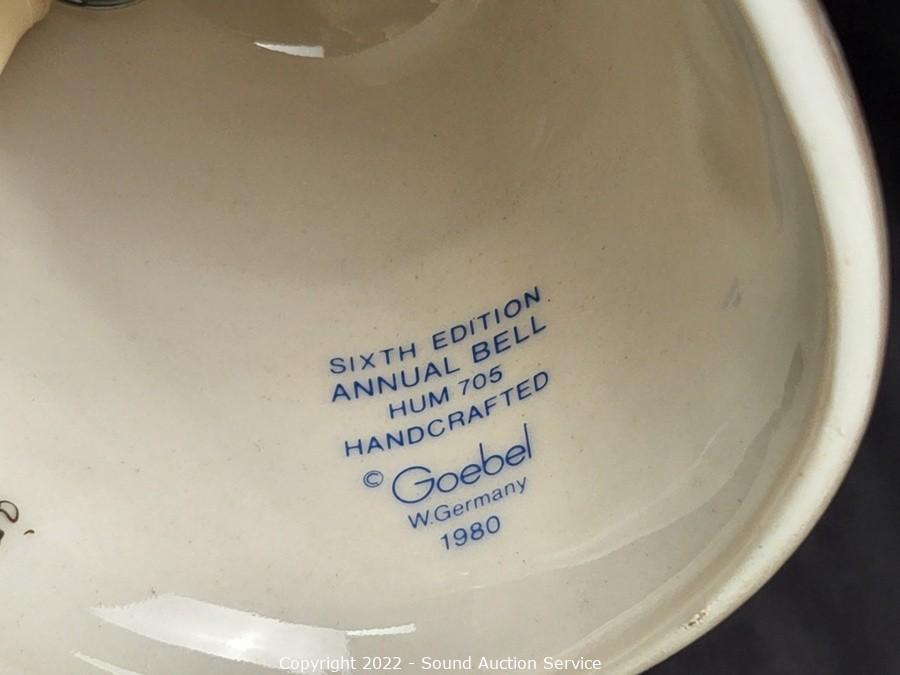 SIXTH EDITION
ANNUAL BELL
HUM 705
HANDCRAFTED
© Goebel
W.Germany
1980
Copyright 2022 - Sound Auction Service